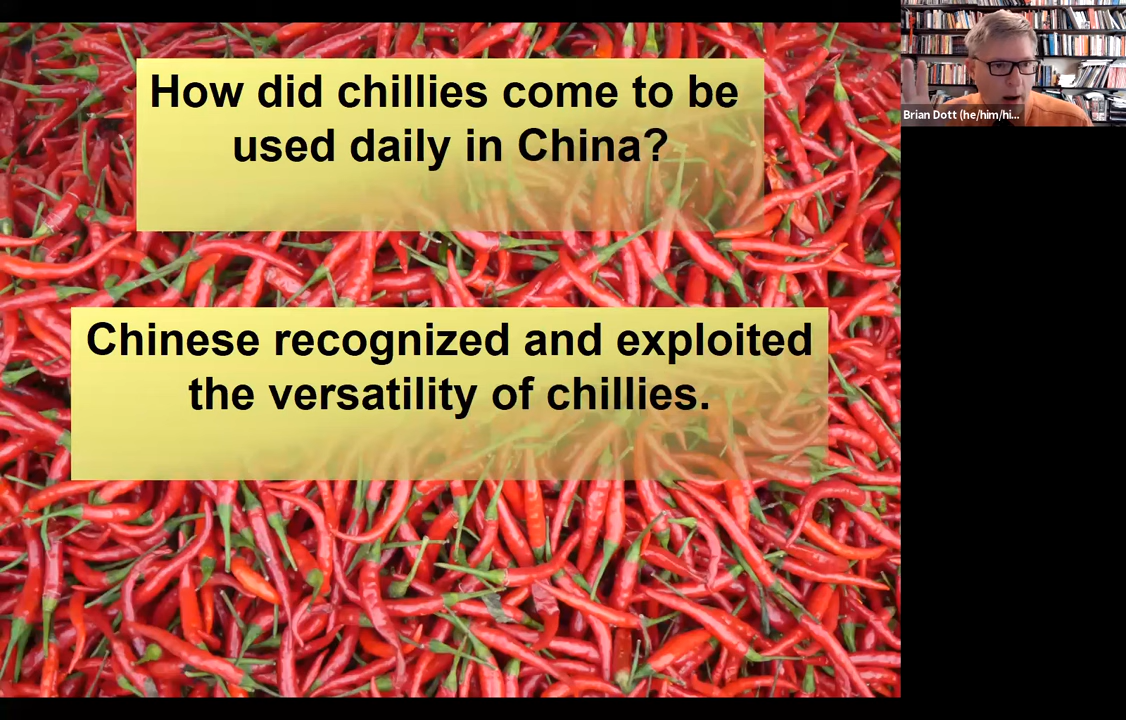 How did chillies come to be
used daily in China?
Chinese recognized and exploited
the versatility of chillies.
Brian Dott (he/him/hi...